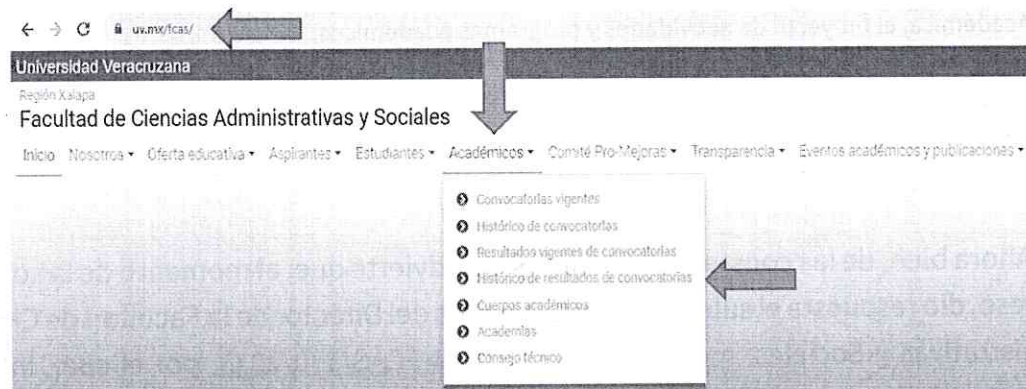 uv.mx/fcas/
Universidad Veracruzana
Región Xalapa
Facultad de Ciencias Administrativas y Sociales
Inicio Nosotros Oferta educativa Aspirantes Estudiantes Académicos Comité Pro-Mejoras Transparencia Eventos académicos y publicaciones
Convocatorias vigentes
Histórico de convocatorias
Resultados vigentes de convocatorias
Histórico de resultados de convocatorias
Cuerpos académicos
Academias
Consejo técnico